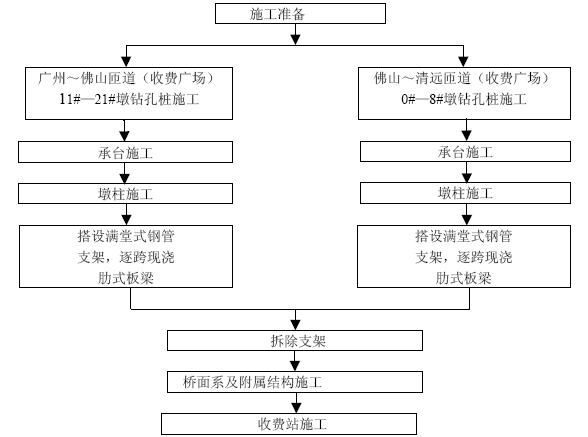 施工准备
广州～佛山匝道（收费广场）
11#—21#墩钻孔桩施工
承台施工
墩柱施工
搭设满堂式钢管
支架，逐跨现浇
肋式板梁
佛山～清远匝道（收费广场）
0#—8#墩钻孔桩施工
承台施工
墩柱施工
搭设满堂式钢管
支架，逐跨现浇
肋式板梁
拆除支架
桥面系及附属结构施工
收费站施工